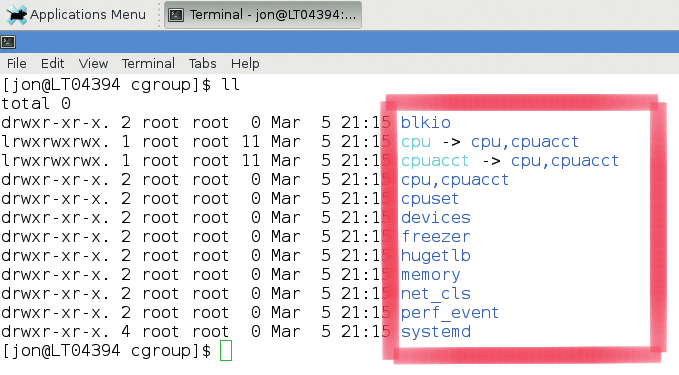 Applications Menu Terminal - jon@LT04394:...
File Edit View Terminal Tabs Help
[jon@LT04394 cgroup]$ ll
total 0
drwxr-xr-x. 2 root root  0 Mar  5 21:15 blkio
lrwxrwxrwx. 1 root root 11 Mar  5 21:15 cpu -> cpu,cpuacct
lrwxrwxrwx. 1 root root 11 Mar  5 21:15 cpuacct -> cpu,cpuacct
drwxr-xr-x. 2 root root  0 Mar  5 21:15 cpu,cpuacct
drwxr-xr-x. 2 root root  0 Mar  5 21:15 cpuset
drwxr-xr-x. 2 root root  0 Mar  5 21:15 devices
drwxr-xr-x. 2 root root  0 Mar  5 21:15 freezer
drwxr-xr-x. 2 root root  0 Mar  5 21:15 hugetlb
drwxr-xr-x. 2 root root  0 Mar  5 21:15 memory
drwxr-xr-x. 2 root root  0 Mar  5 21:15 net_cls
drwxr-xr-x. 2 root root  0 Mar  5 21:15 perf_event
drwxr-xr-x. 4 root root  0 Mar  5 21:15 systemd
[jon@LT04394 cgroup]$